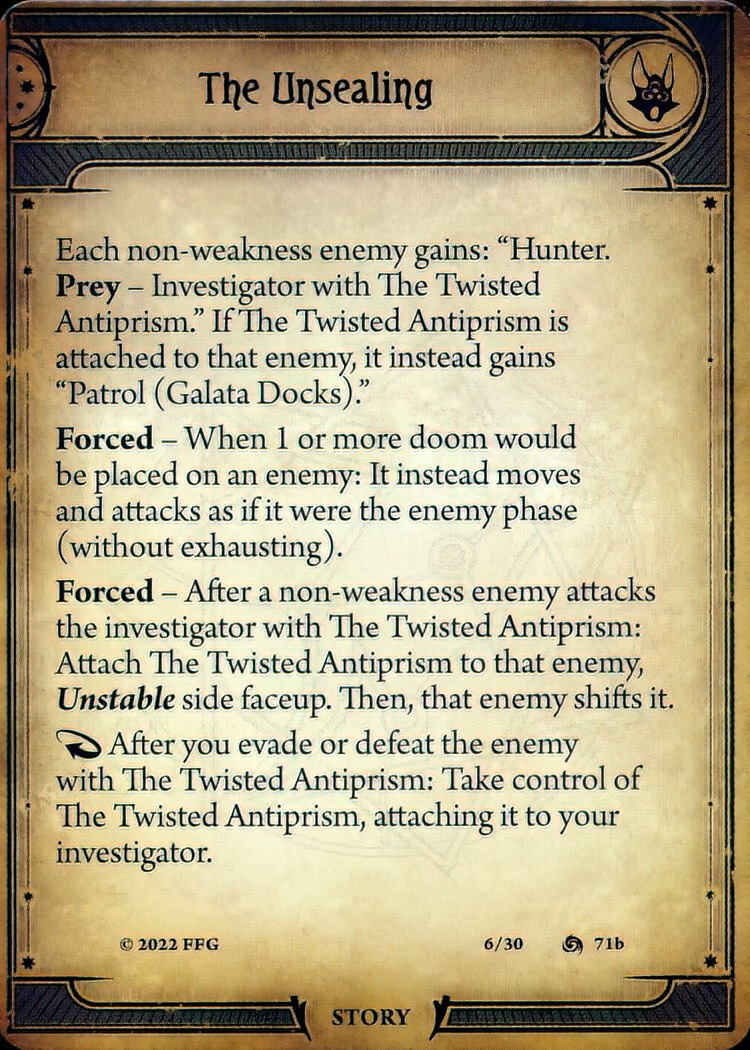 The Unsealing
Each non-weakness enemy gains: “Hunter.
Prey – Investigator with The Twisted
Antiprism.” If The Twisted Antiprism is
attached to that enemy, it instead gains
“Patrol (Galata Docks).”
Forced – When 1 or more doom would
be placed on an enemy: It instead moves
and attacks as if it were the enemy phase
(without exhausting).
Forced – After a non-weakness enemy attacks
the investigator with The Twisted Antiprism:
Attach The Twisted Antiprism to that enemy,
Unstable side faceup. Then, that enemy shifts it.
After you evade or defeat the enemy
with The Twisted Antiprism: Take control of
The Twisted Antiprism, attaching it to your
investigator.
© 2022 FFG 6/30 71b
STORY